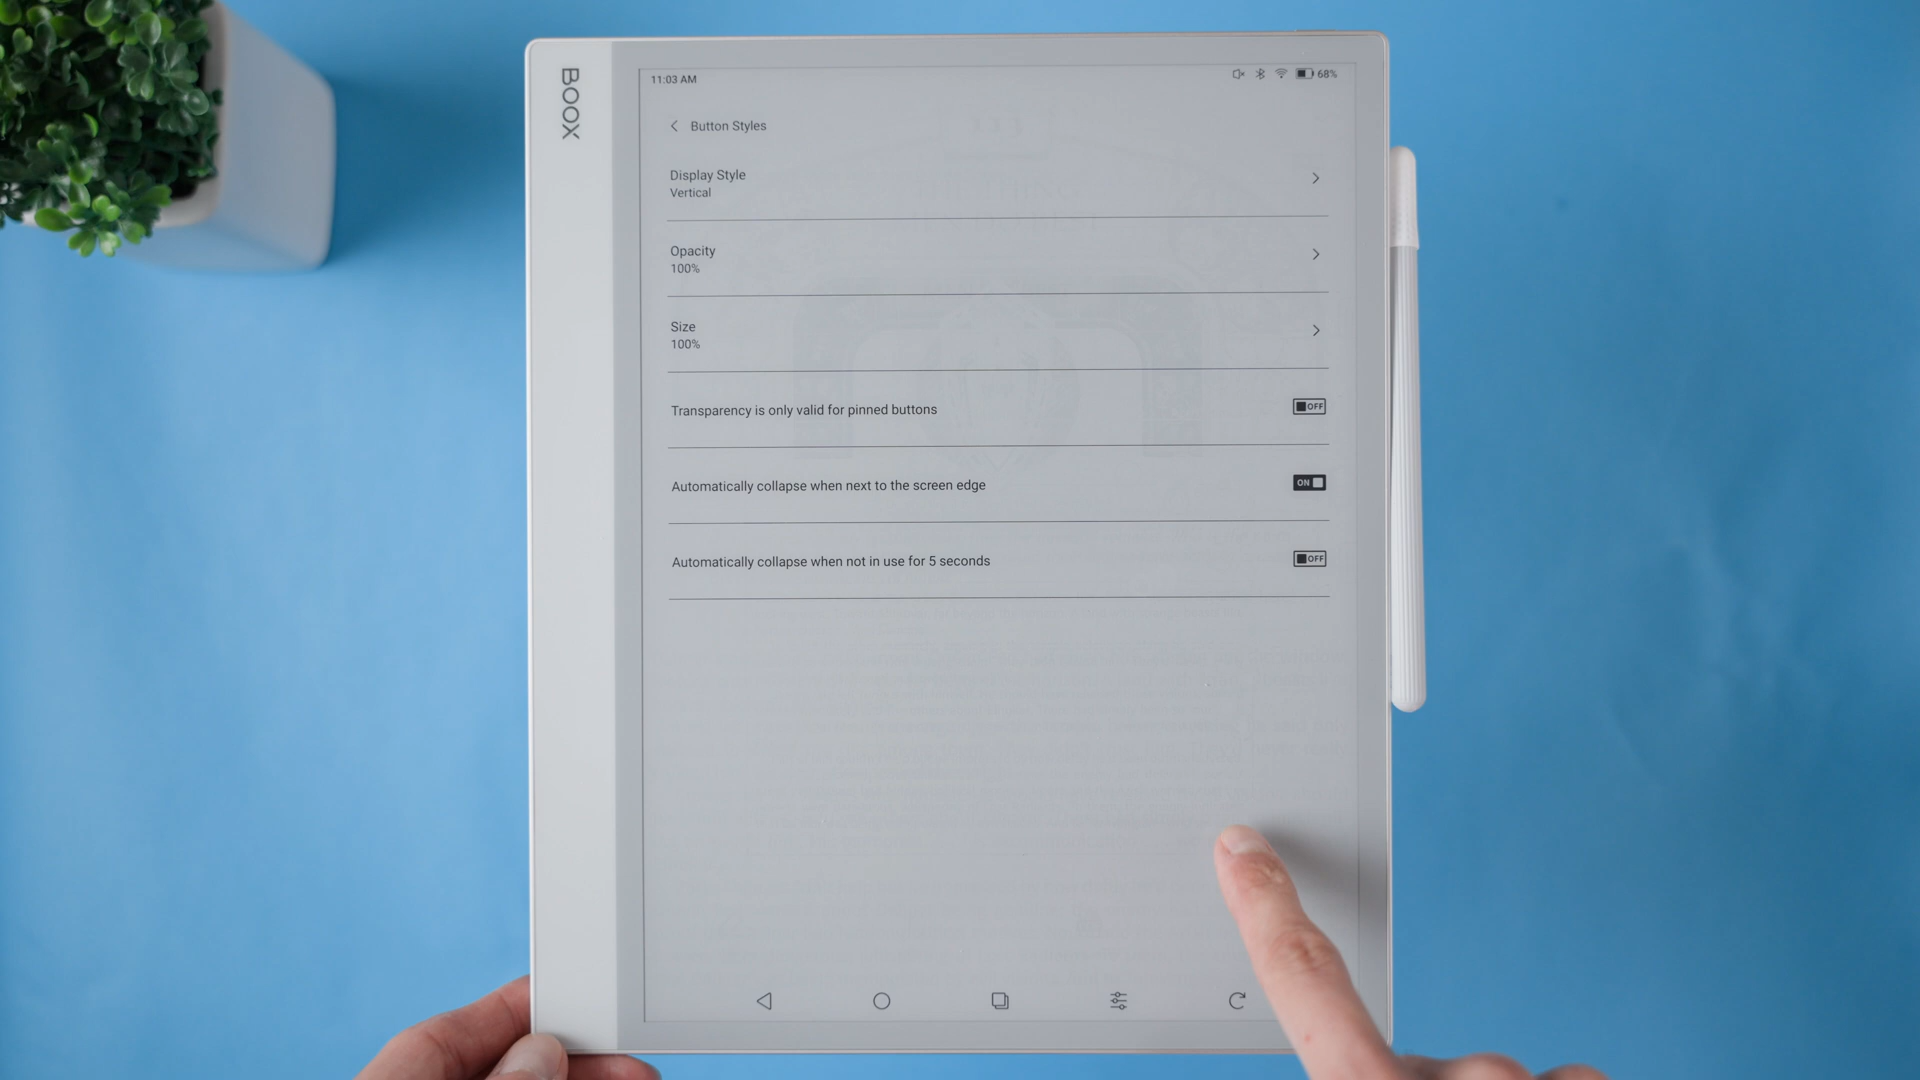 BOOX
11:03 AM
68%
Button Styles
Display Style
Vertical
Opacity
100%
Size
100%
Transparency is only valid for pinned buttons
OFF
Automatically collapse when next to the screen edge
ON
Automatically collapse when not in use for 5 seconds
OFF